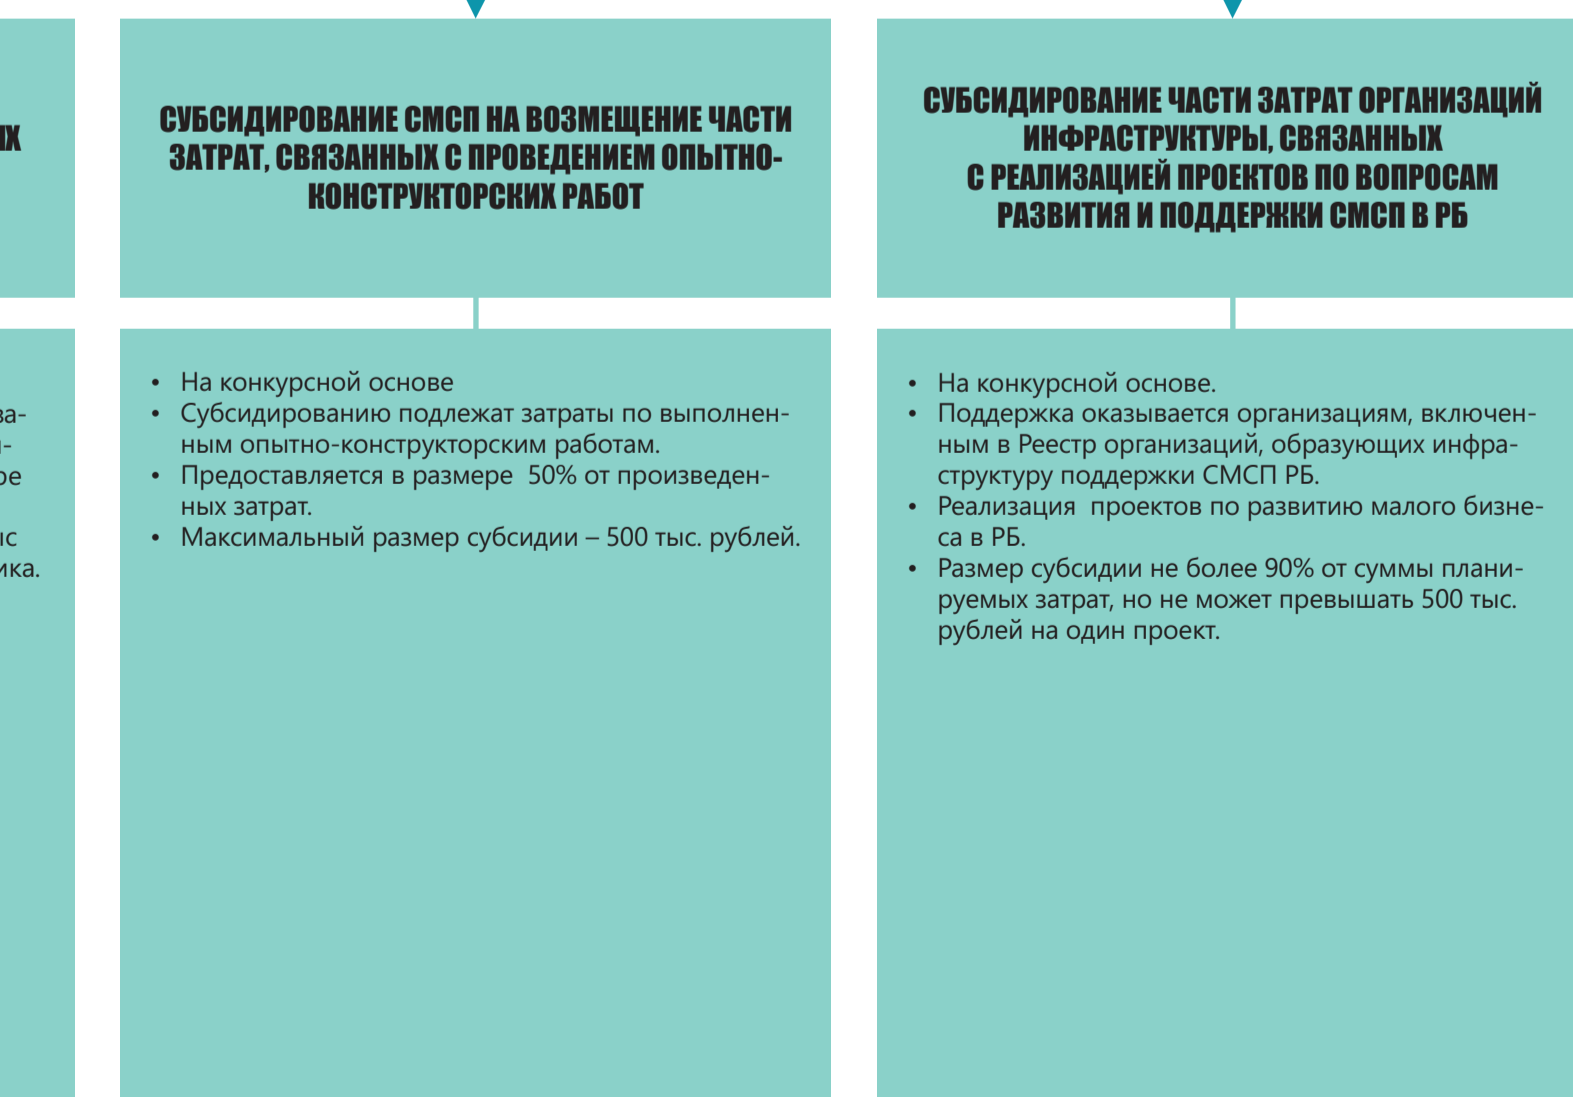 СУБСИДИРОВАНИЕ СМСП НА ВОЗМЕЩЕНИЕ ЧАСТИ
ЗАТРАТ, СВЯЗАННЫХ С ПРОВЕДЕНИЕМ ОПЫТНО-
КОНСТРУКТОРСКИХ РАБОТ
• На конкурсной основе
• Субсидированию подлежат затраты по выполнен-
ным опытно-конструкторским работам.
• Предоставляется в размере  50% от произведен-
ных затрат.
• Максимальный размер субсидии – 500 тыс. рублей.
СУБСИДИРОВАНИЕ ЧАСТИ ЗАТРАТ ОРГАНИЗАЦИЙ
ИНФРАСТРУКТУРЫ, СВЯЗАННЫХ
С РЕАЛИЗАЦИЕЙ ПРОЕКТОВ ПО ВОПРОСАМ
РАЗВИТИЯ И ПОДДЕРЖКИ СМСП В РБ
• На конкурсной основе.
• Поддержка оказывается организациям, включен-
ным в Реестр организаций, образующих инфра-
структуру поддержки СМСП РБ.
• Реализация  проектов по развитию малого бизне-
са в РБ.
• Размер субсидии не более 90% от суммы плани-
руемых затрат, но не может превышать 500 тыс.
рублей на один проект.